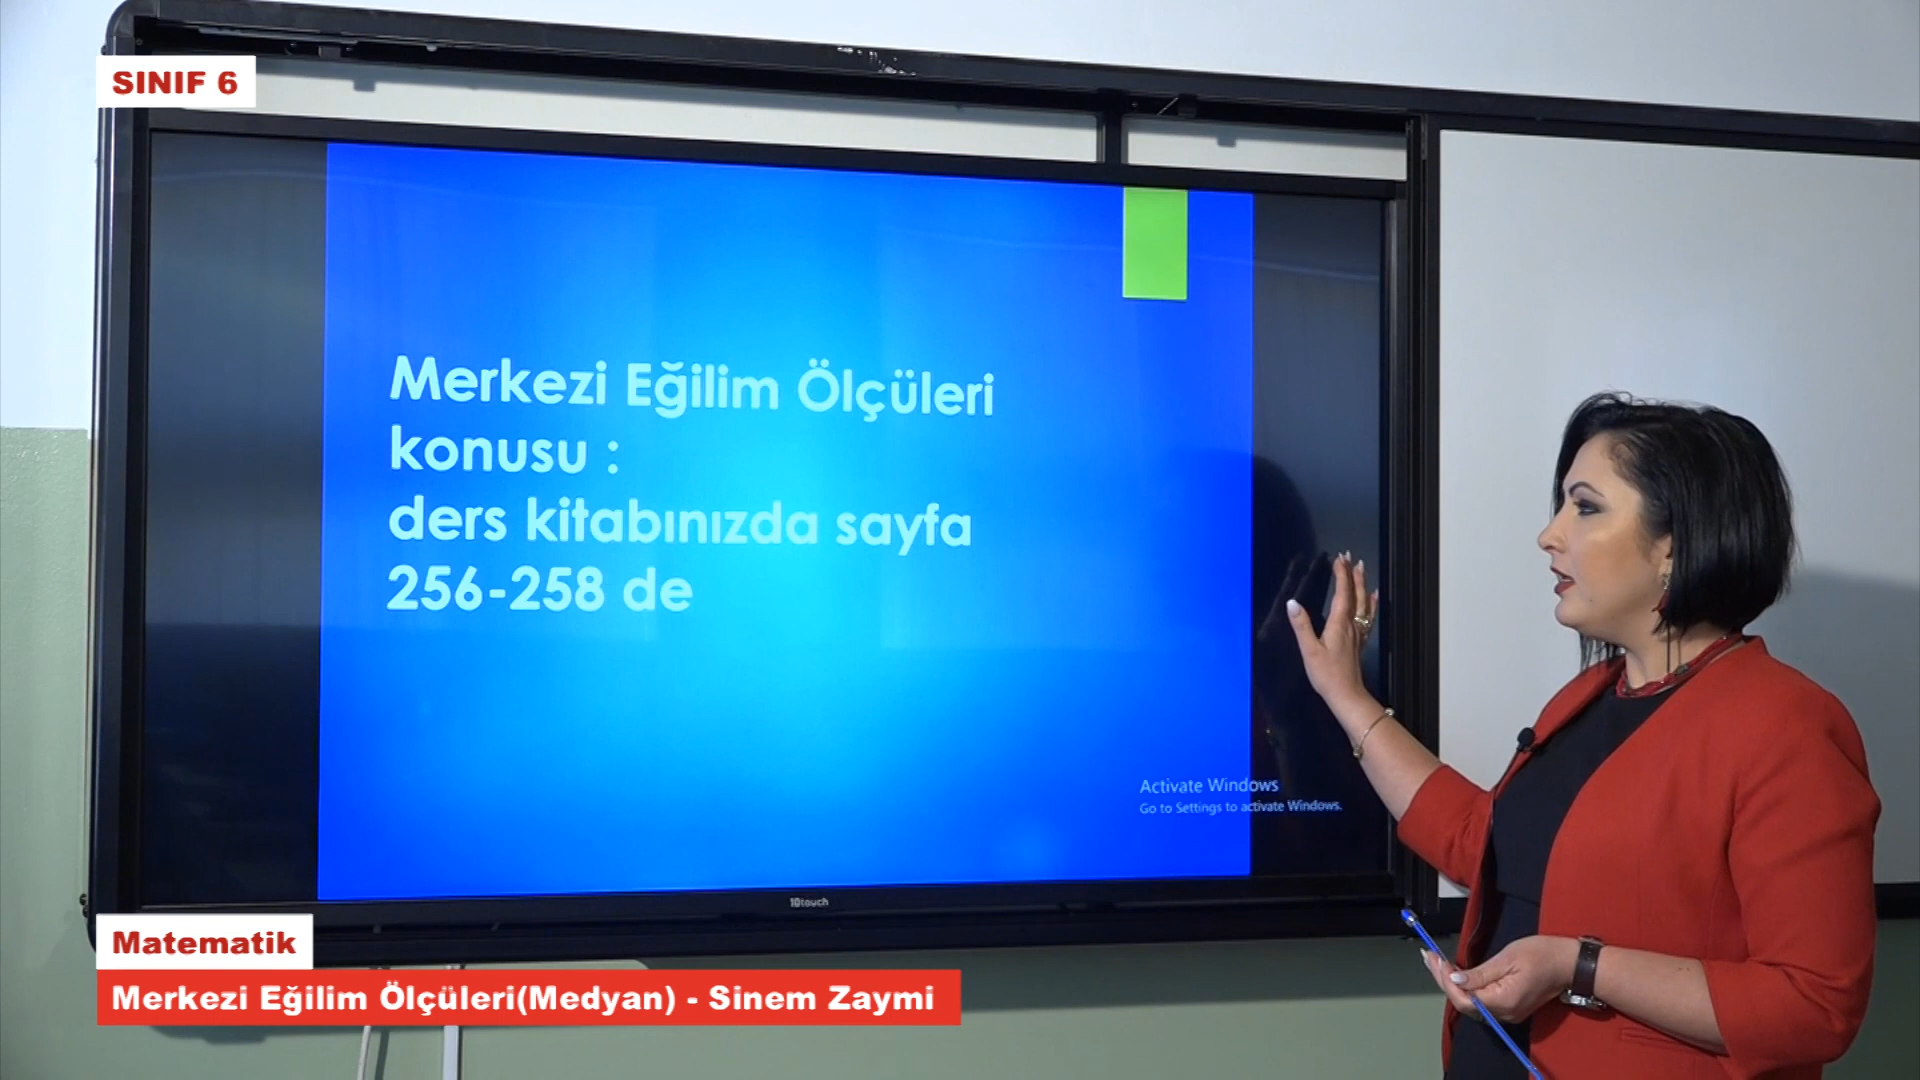 SINIF 6
Merkezi Eğilim Ölçüleri
konusu :
ders kitabınızda sayfa
256-258 de
Activate Windows
Go to Settings to activate Windows.
10touch
Matematik
Merkezi Eğilim Ölçüleri(Medyan) - Sinem Zaymi